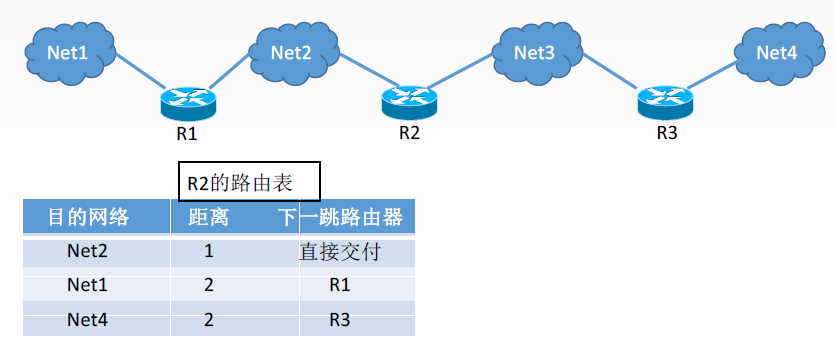 Net1 Net2 Net3 Net4
R1 R2 R3
R2的路由表
目的网络 距离 下一跳路由器
Net2 1 直接交付
Net1 2 R1
Net4 2 R3